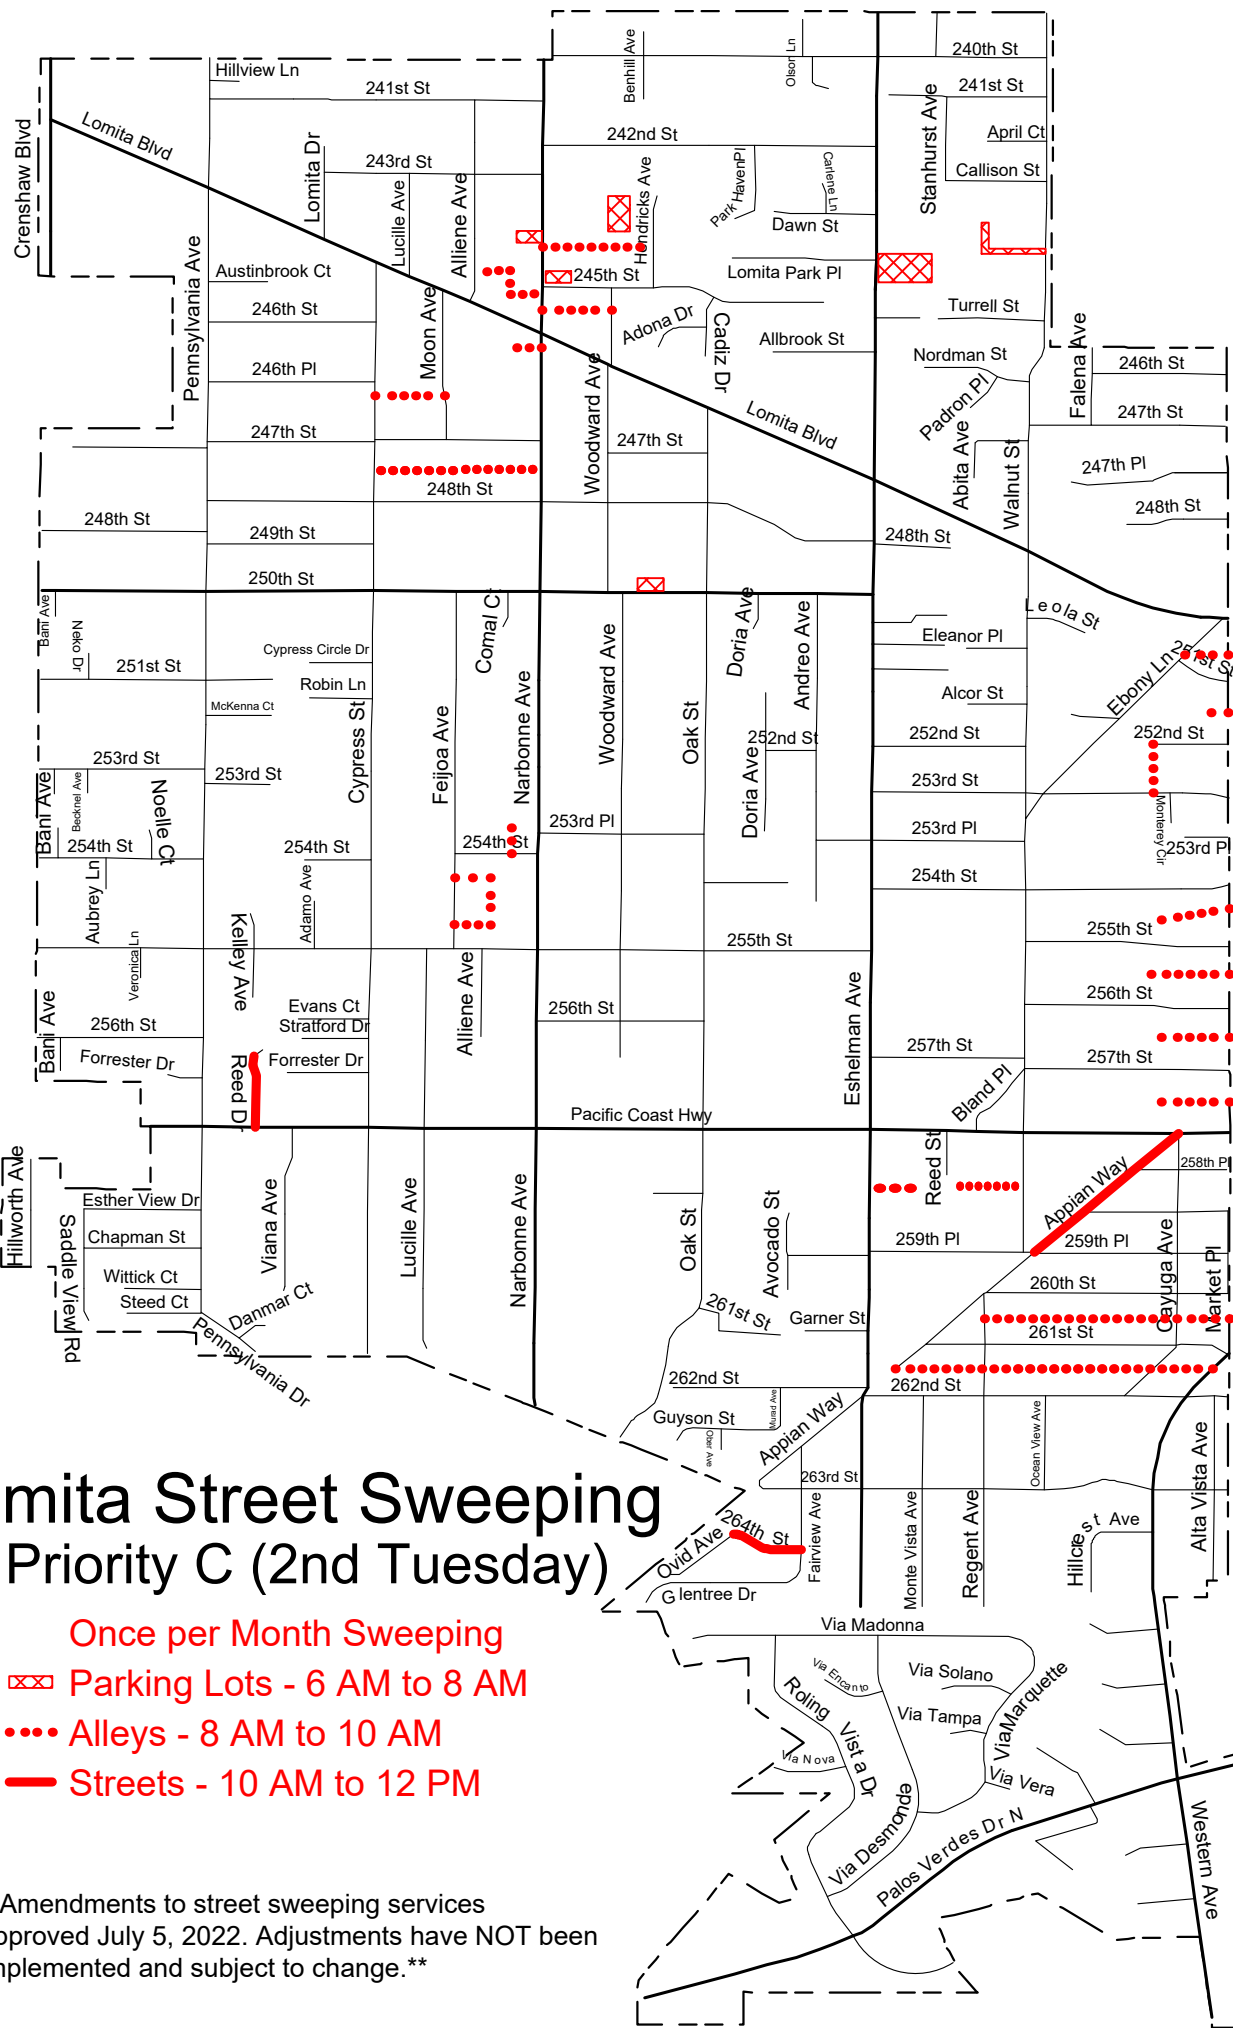 240th St
Benhill Ave
Olson Ln
Hillview Ln
241st St
241st St
Stanhurst Ave
Crenshaw Blvd
Lomita Blvd
242nd St
April Ct
Lomita Dr
243rd St
Callison St
Lucille Ave
Alliene Ave
Hendricks Ave
Park HavenPl
Carlene Ln
Dawn St
Pennsylvania Ave
Austinbrook Ct
245th St
Lomita Park Pl
246th St
Moon Ave
Adona Dr
Cadiz Dr
Allbrook St
Turrell St
Nordman St
Falena Ave
246th St
246th Pl
Woodward Ave
Padron Pl
247th St
Lomita Blvd
247th St
247th St
Abita Ave
Walnut St
247th Pl
248th St
248th St
248th St
249th St
248th St
250th St
Bani Ave
Neko Dr
Comal Ct
Woodward Ave
Doria Ave
Andreo Ave
Leola St
Eleanor Pl
251st St
Cypress Circle Dr
Robin Ln
251st St
Ebony Ln
McKenna Ct
Alcor St
Cypress St
Feijoa Ave
Narbonne Ave
Oak St
252nd St
252nd St
252nd St
253rd St
253rd St
Doria Ave
253rd St
Bani Ave
Becknel Ave
Noelle Ct
253rd Pl
253rd Pl
Monterey Cir
253rd Pl
254th St
254th St
254th St
254th St
Aubrey Ln
Adamo Ave
Kelley Ave
Veronica Ln
255th St
255th St
Bani Ave
Alliene Ave
Eshelman Ave
256th St
Evans Ct
256th St
256th St
Stratford Dr
Forrester Dr
Reed Dr
Forrester Dr
257th St
257th St
Bland Pl
Pacific Coast Hwy
Hillworth Ave
Reed St
Appian Way
258th Pl
Esther View Dr
Saddle View Rd
Chapman St
Viana Ave
Lucille Ave
Narbonne Ave
Oak St
Avocado St
259th Pl
259th Pl
Cayuga Ave
Market Pl
Wittick Ct
260th St
Steed Ct
Danmar Ct
Pennsylvania Dr
261st St
Garner St
261st St
262nd St
262nd St
Guyson St
Murad Ave
Ober Ave
Appian Way
Ocean View Ave
Alta Vista Ave
263rd St
mita Street Sweeping
Priority C (2nd Tuesday)
264th St
Ovid Ave
Fairview Ave
Monte Vista Ave
Regent Ave
Hillcrest Ave
Glentree Dr
Once per Month Sweeping
Parking Lots - 6 AM to 8 AM
Alleys - 8 AM to 10 AM
Streets - 10 AM to 12 PM
Via Madonna
Via Encanto
Via Solano
Via Marquette
Roling Vista Dr
Via Tampa
Via Nova
Via Vera
Via Desmonde
Palos Verdes Dr N
Western Ave
Amendments to street sweeping services
pproved July 5, 2022. Adjustments have NOT been
mplemented and subject to change.**